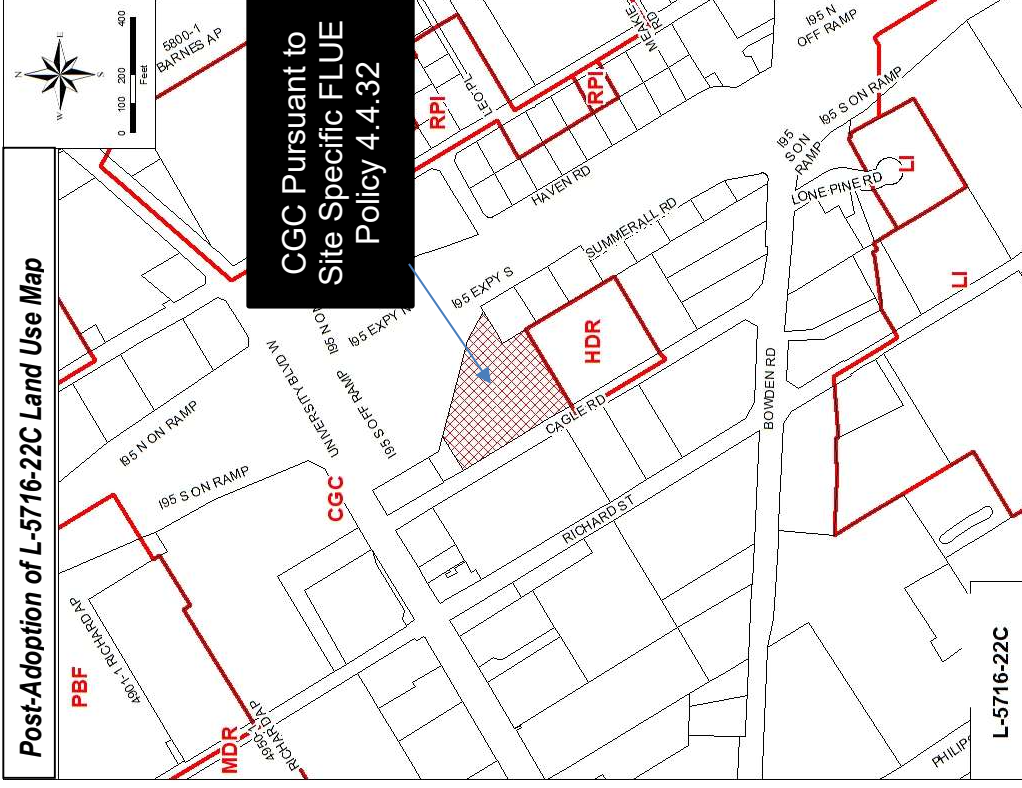 Post-Adoption of L-5716-22C Land Use Map
N
E
S
W
0 100 200 400
Feet
5800-1
BARNES AP
CGC Pursuant to
Site Specific FLUE
Policy 4.4.32
RPI
LEO PL
RPI
MEAKIE
RD
I95 N
OFF RAMP
I95 S ON RAMP
I95
S ON
RAMP
LONE PINE RD
LI
LI
HAVEN RD
SUMMERALL RD
I95 EXPY S
I95 EXPY
I95 N
I95 S OFF RAMP
UNIVERSITY BLVD W
I95 N ON RAMP
I95 S ON RAMP
CGC
HDR
CAGLE RD
BOWDEN RD
RICHARD ST
PBF
4901-1 RICHARD AP
MDR
RICHARD AP
L-5716-22C